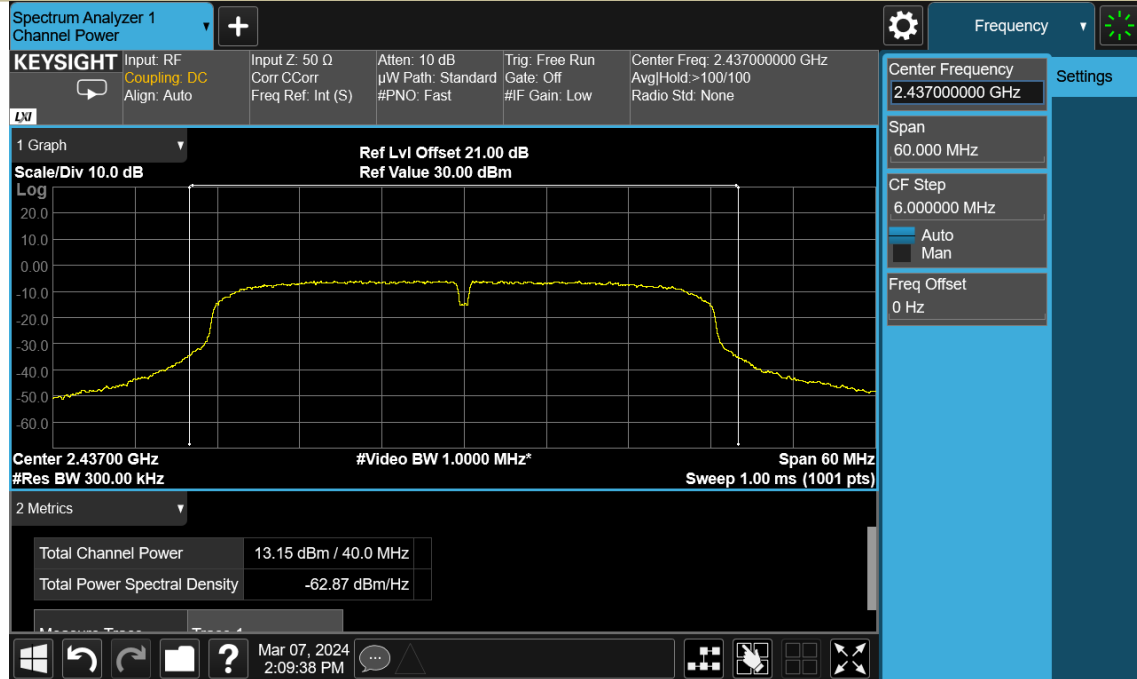 Spectrum Analyzer 1
Channel Power
+
Frequency
KEYSIGHT
LXI
Input: RF
Coupling: DC
Align: Auto
Input Z: 50 Ω
Corr CCorr
Freq Ref: Int (S)
Atten: 10 dB
µW Path: Standard
#PNO: Fast
Trig: Free Run
Gate: Off
#IF Gain: Low
Center Freq: 2.437000000 GHz
Avg|Hold:>100/100
Radio Std: None
1 Graph
Scale/Div 10.0 dB
Ref Lvl Offset 21.00 dB
Ref Value 30.00 dBm
Log
20.0
10.0
0.00
-10.0
-20.0
-30.0
-40.0
-50.0
-60.0
Center 2.43700 GHz
#Video BW 1.0000 MHz*
Span 60 MHz
#Res BW 300.00 kHz
Sweep 1.00 ms (1001 pts)
2 Metrics
Total Channel Power 13.15 dBm / 40.0 MHz
Total Power Spectral Density -62.87 dBm/Hz
Measure Trace Trace 1
?
Mar 07, 2024
2:09:38 PM
Center Frequency
2.437000000 GHz
Settings
Span
60.000 MHz
CF Step
6.000000 MHz
Auto
Man
Freq Offset
0 Hz